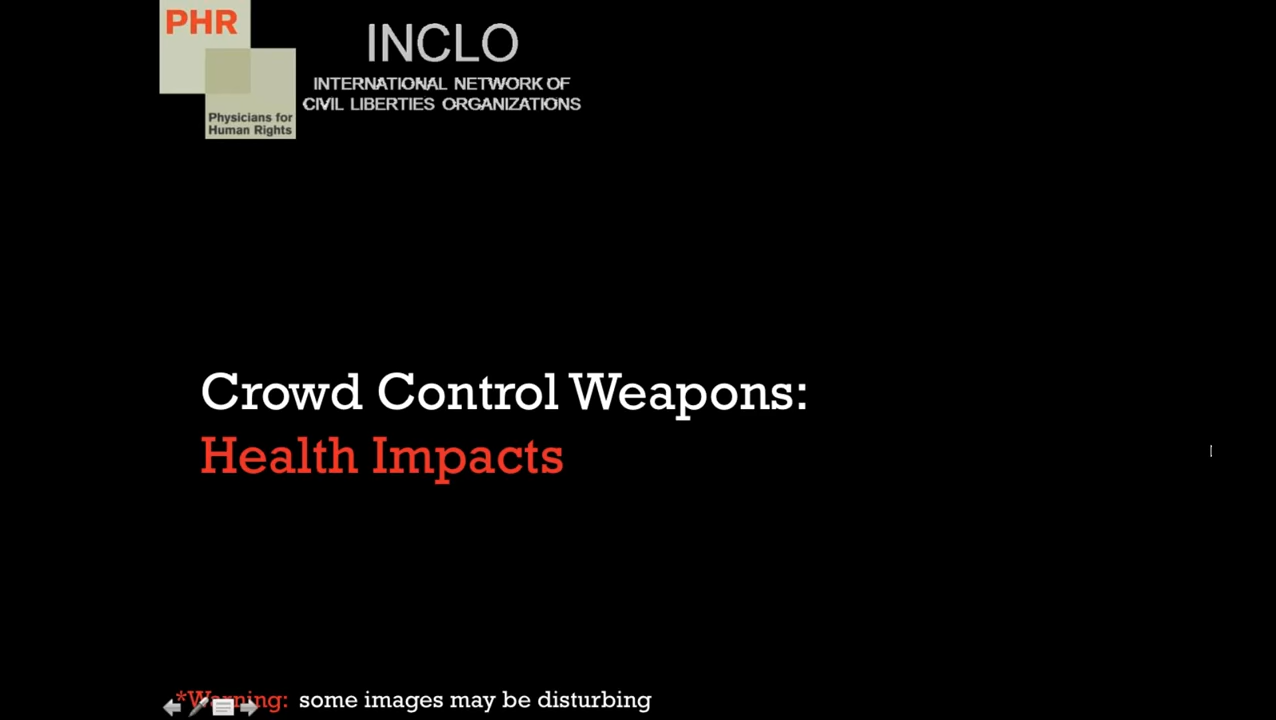 PHR
Physicians for
Human Rights
INCLO
INTERNATIONAL NETWORK OF
CIVIL LIBERTIES ORGANIZATIONS
Crowd Control Weapons:
Health Impacts
*Warning: some images may be disturbing